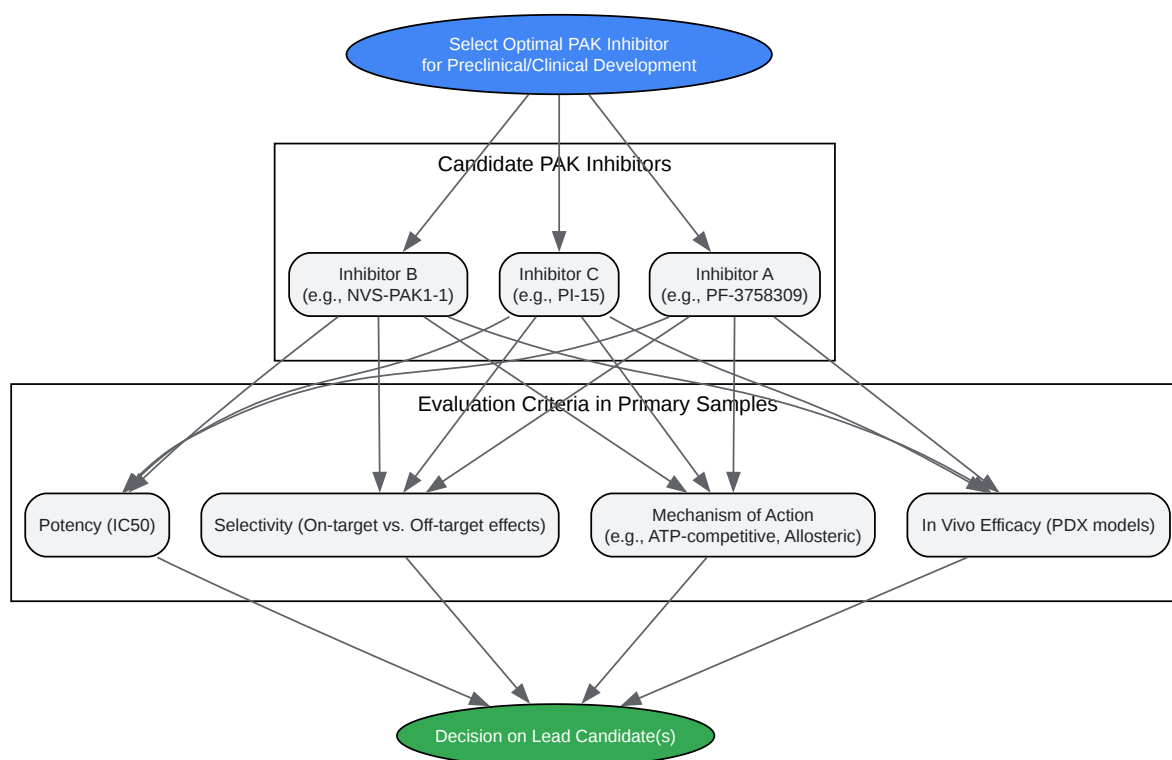 Select Optimal PAK Inhibitor
for Preclinical/Clinical Development
Candidate PAK Inhibitors
Inhibitor B
(e.g., NVS-PAK1-1)
Inhibitor C
(e.g., PI-15)
Inhibitor A
(e.g., PF-3758309)
Evaluation Criteria in Primary Samples
Potency (IC50)
Selectivity (On-target vs. Off-target effects)
Mechanism of Action
(e.g., ATP-competitive, Allosteric)
In Vivo Efficacy (PDX models)
Decision on Lead Candidate(s)